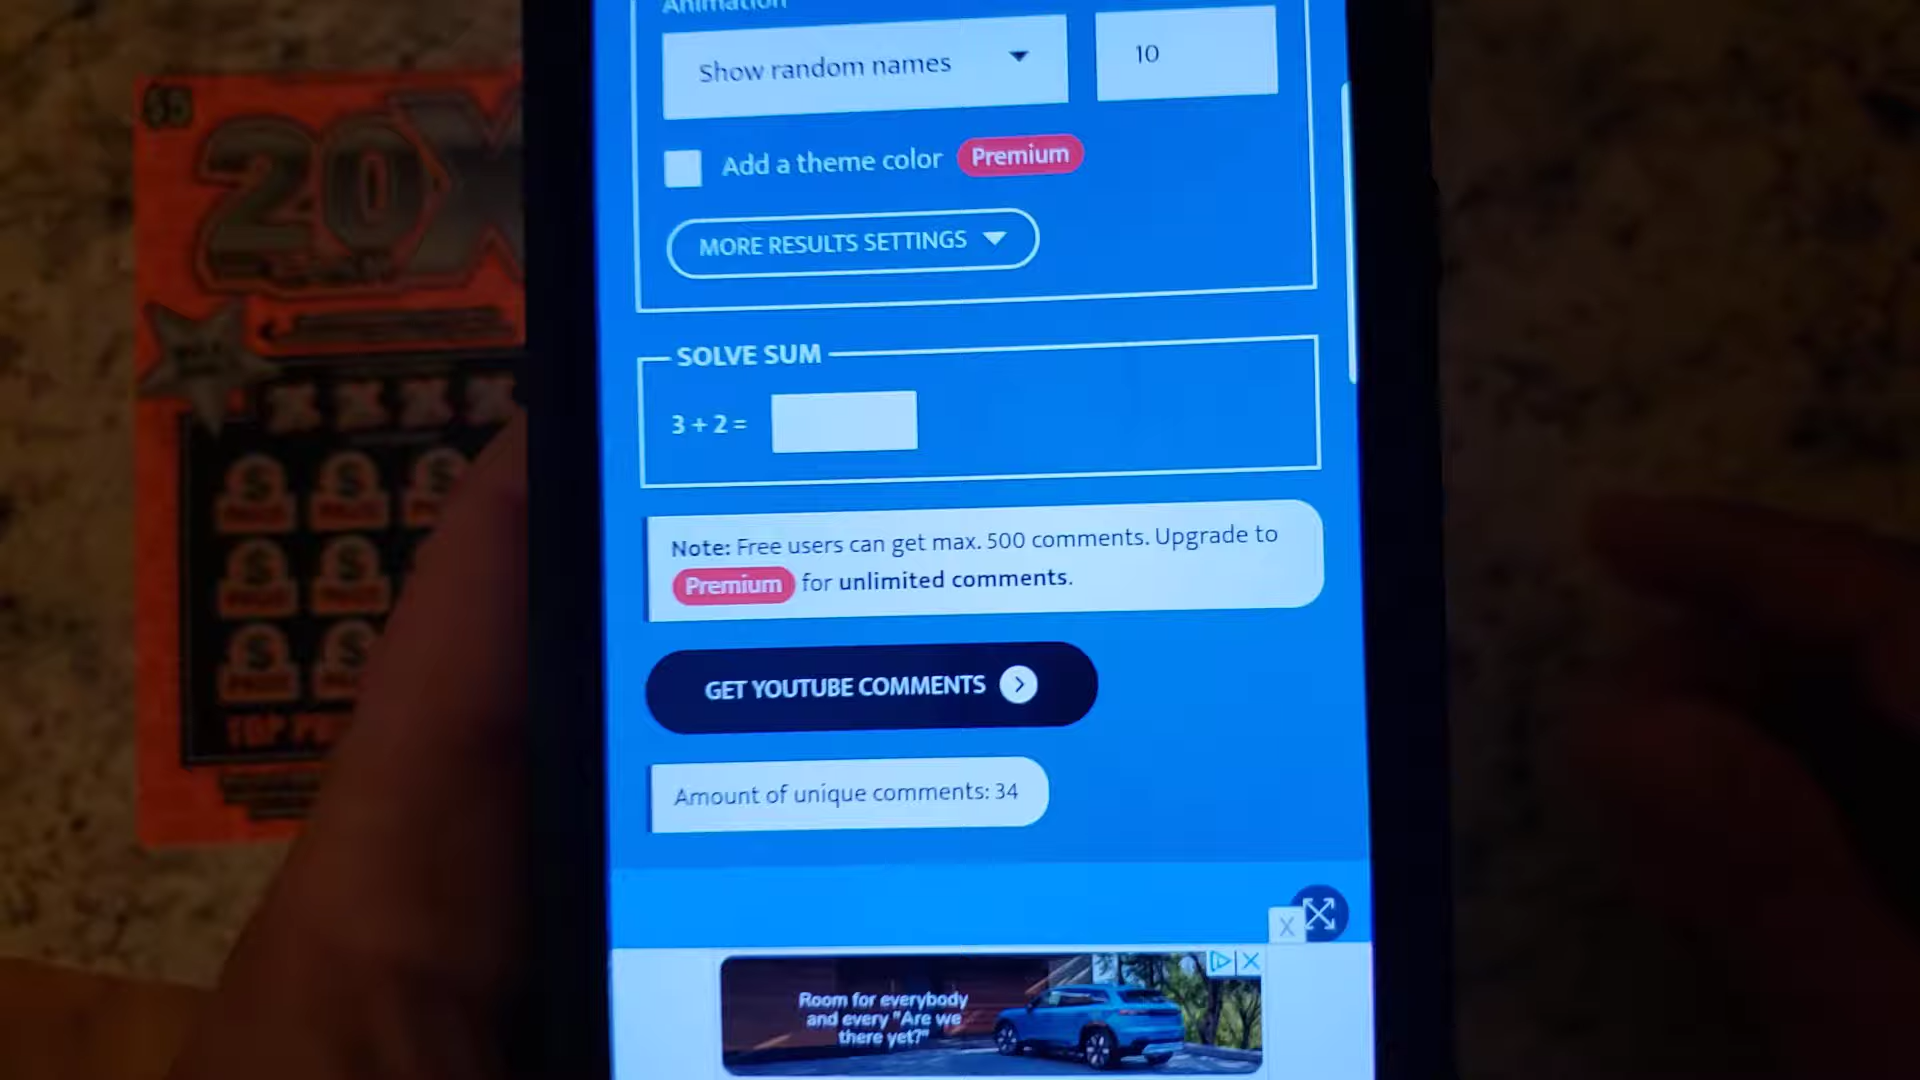 Animation
Show random names
10
Add a theme color Premium
MORE RESULTS SETTINGS
SOLVE SUM
3 + 2 =
Note: Free users can get max. 500 comments. Upgrade to
Premium for unlimited comments.
GET YOUTUBE COMMENTS
Amount of unique comments: 34
X
Room for everybody
and every "Are we
there yet?"
$5
20X